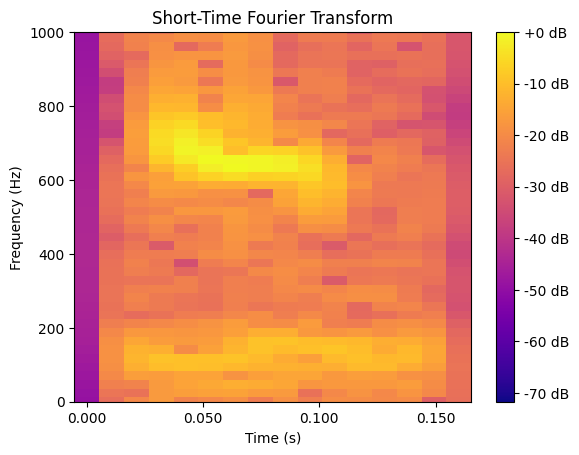 Short-Time Fourier Transform
1000
800
600
400
200
0
Frequency (Hz)
0.000
0.050
0.100
0.150
Time (s)
+0 dB
-10 dB
-20 dB
-30 dB
-40 dB
-50 dB
-60 dB
-70 dB